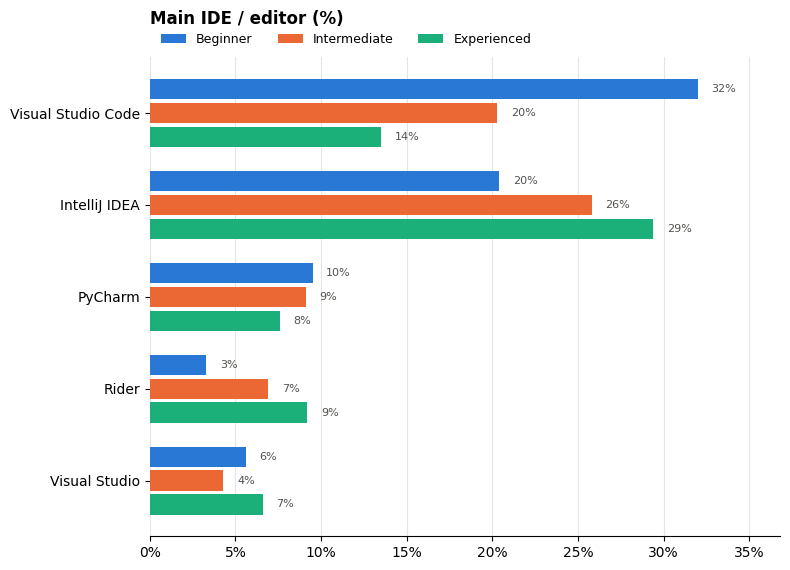 Main IDE / editor (%)
Beginner Intermediate Experienced
Visual Studio Code
32%
20%
14%
IntelliJ IDEA
20%
26%
29%
PyCharm
10%
9%
8%
Rider
3%
7%
9%
Visual Studio
6%
4%
7%
0% 5% 10% 15% 20% 25% 30% 35%